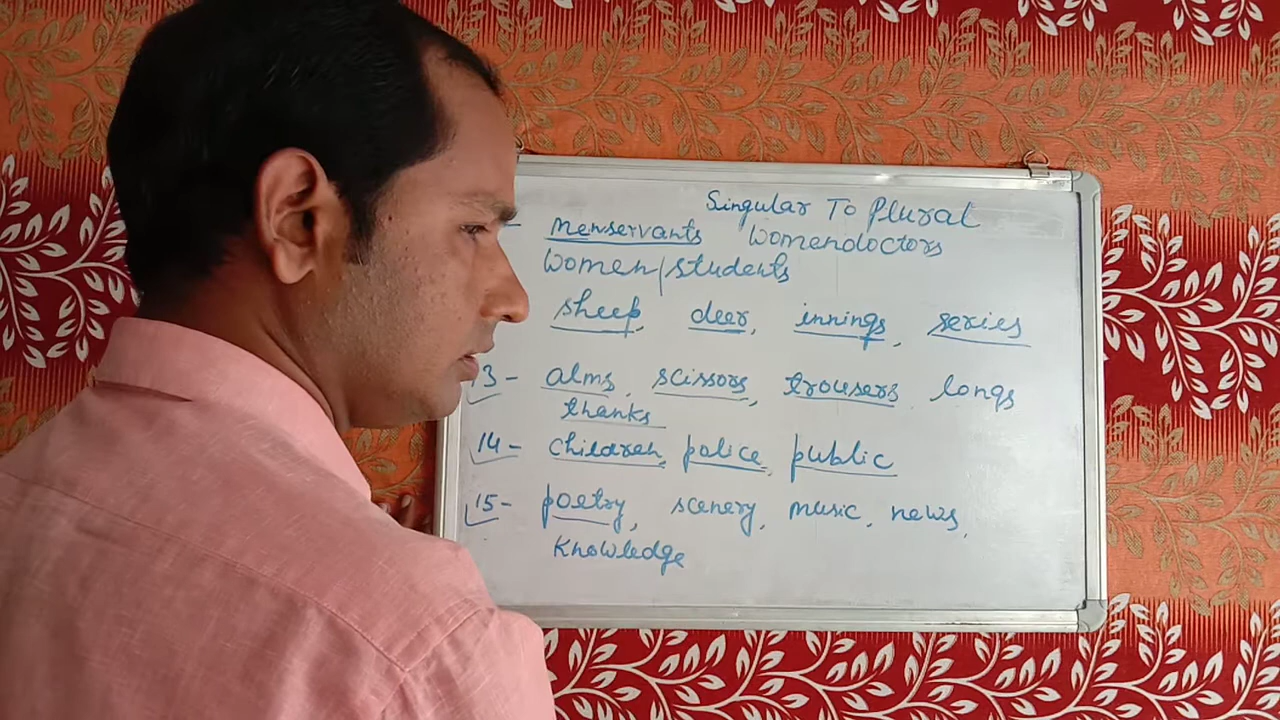 Singular To Plural
menservants womendoctors
women/students
sheep, deer, innings, series
13- alms, scissors, trousers longs
thanks
14- children, police, public
15- poetry, scenery, music, news,
Knowledge